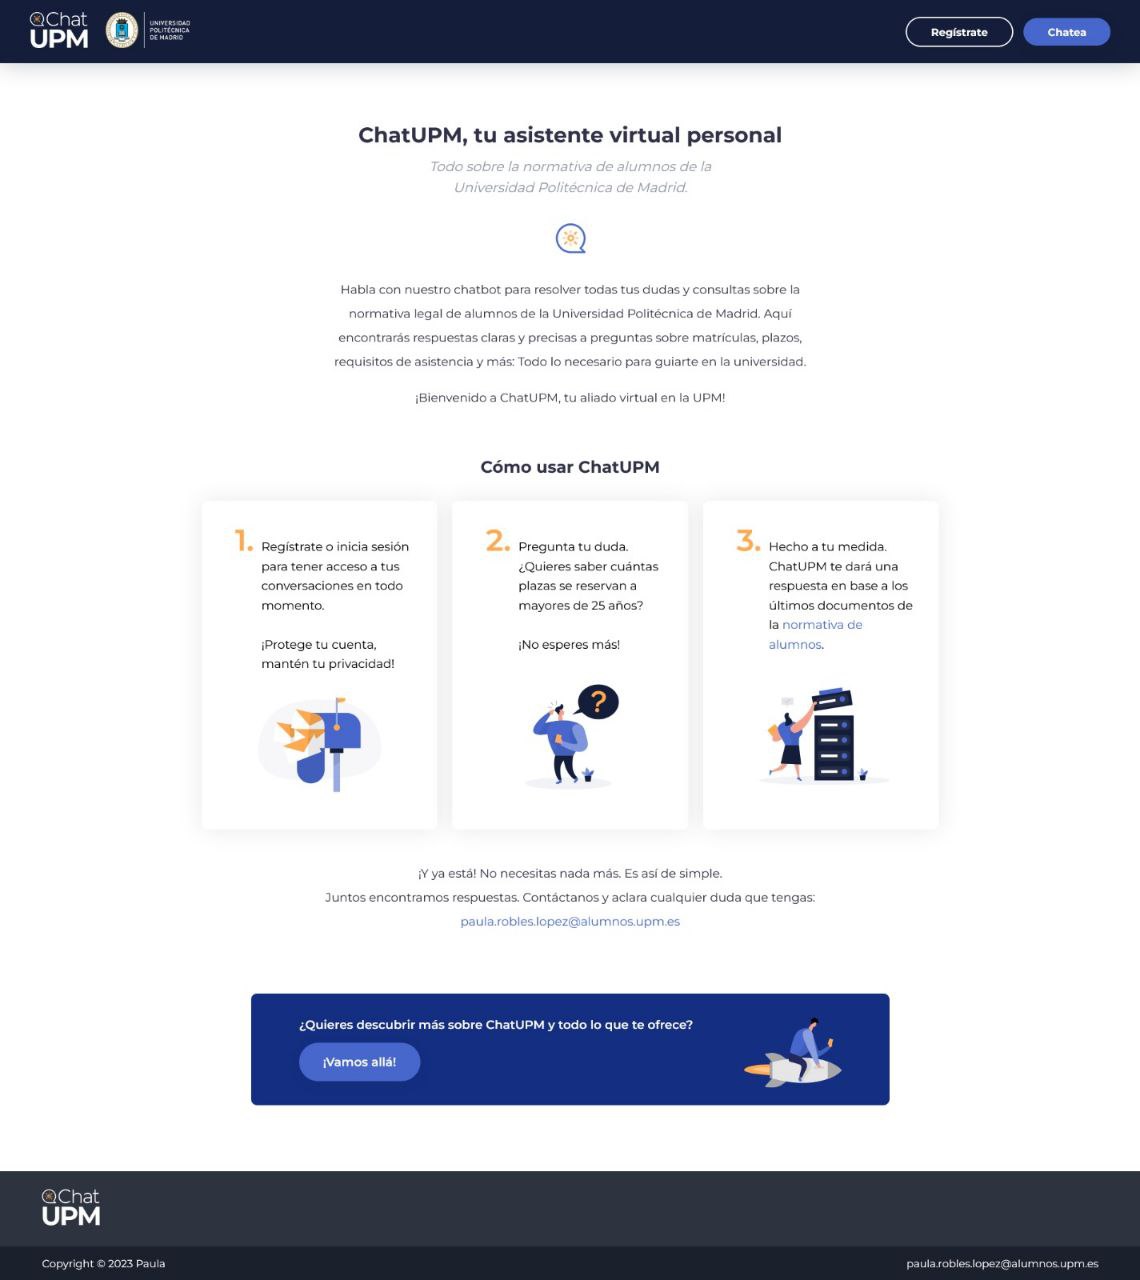 Chat
UPM
UNIVERSIDAD
POLITÉCNICA
DE MADRID
Regístrate
Chatea
ChatUPM, tu asistente virtual personal
Todo sobre la normativa de alumnos de la
Universidad Politécnica de Madrid.
Habla con nuestro chatbot para resolver todas tus dudas y consultas sobre la
normativa legal de alumnos de la Universidad Politécnica de Madrid. Aquí
encontrarás respuestas claras y precisas a preguntas sobre matrículas, plazos,
requisitos de asistencia y más: Todo lo necesario para guiarte en la universidad.
¡Bienvenido a ChatUPM, tu aliado virtual en la UPM!
Cómo usar ChatUPM
1.
Regístrate o inicia sesión
para tener acceso a tus
conversaciones en todo
momento.
¡Protege tu cuenta,
mantén tu privacidad!
2.
Pregunta tu duda.
¿Quieres saber cuántas
plazas se reservan a
mayores de 25 años?
¡No esperes más!
?
3.
Hecho a tu medida.
ChatUPM te dará una
respuesta en base a los
últimos documentos de
la normativa de
alumnos.
¡Y ya está! No necesitas nada más. Es así de simple.
Juntos encontramos respuestas. Contáctanos y aclara cualquier duda que tengas:
paula.robles.lopez@alumnos.upm.es
¿Quieres descubrir más sobre ChatUPM y todo lo que te ofrece?
¡Vamos allá!
Chat
UPM
Copyright © 2023 Paula
paula.robles.lopez@alumnos.upm.es